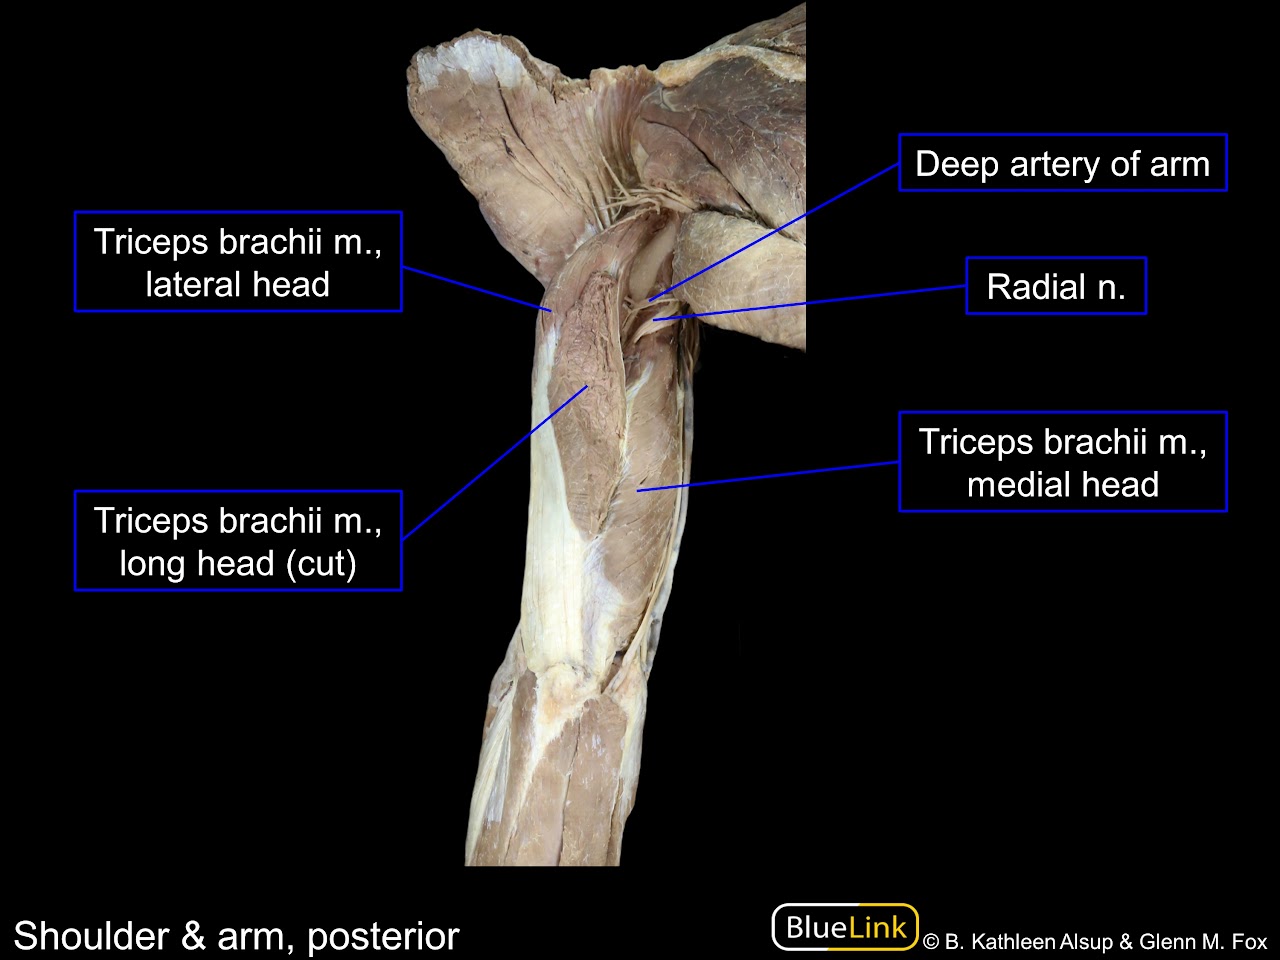 Deep artery of arm
Triceps brachii m.,
lateral head
Radial n.
Triceps brachii m.,
medial head
Triceps brachii m.,
long head (cut)
Shoulder & arm, posterior
BlueLink
© B. Kathleen Alsup & Glenn M. Fox